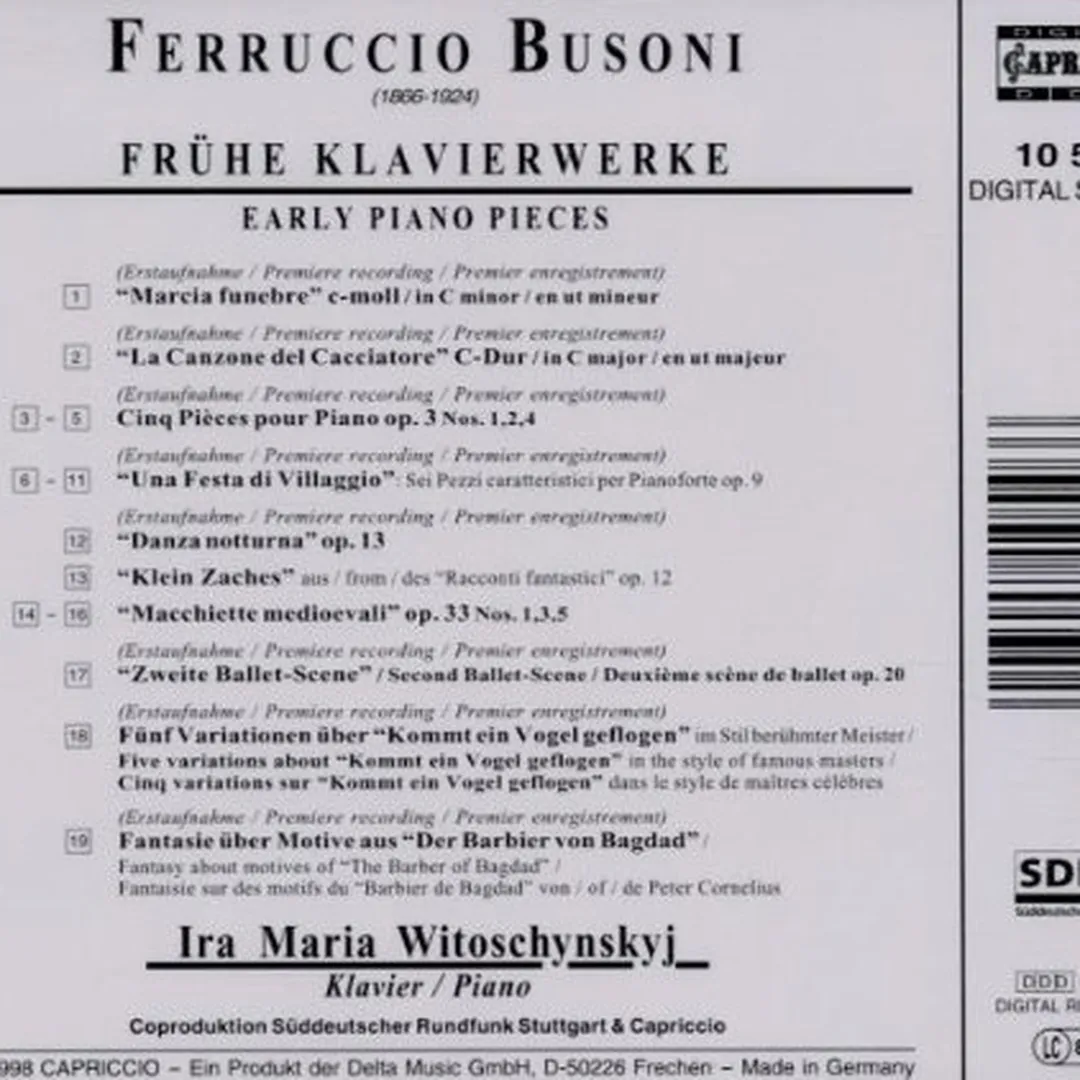 FERRUCCIO BUSONI
(1866-1924)
FRÜHE KLAVIERWERKE
EARLY PIANO PIECES
(Erstaufnahme / Premiere recording / Premier enregistrement)
1 "Marcia funebre" c-moll / in C minor / en ut mineur
(Erstaufnahme / Premiere recording / Premier enregistrement)
2 "La Canzone del Cacciatore" C-Dur / in C major / en ut majeur
(Erstaufnahme / Premiere recording / Premier enregistrement)
3 - 5 Cinq Pièces pour Piano op. 3 Nos. 1,2,4
(Erstaufnahme / Premiere recording / Premier enregistrement)
6 - 11 "Una Festa di Villaggio": Sei Pezzi caratteristici per Pianoforte op. 9
(Erstaufnahme / Premiere recording / Premier enregistrement)
12 "Danza notturna" op. 13
13 "Klein Zaches" aus / from / des "Racconti fantastici" op. 12
14 - 16 "Macchiette medioevali" op. 33 Nos. 1,3,5
(Erstaufnahme / Premiere recording / Premier enregistrement)
17 "Zweite Ballet-Scene" / Second Ballet-Scene / Deuxième scène de ballet op. 20
(Erstaufnahme / Premiere recording / Premier enregistrement)
18 Fünf Variationen über "Kommt ein Vogel geflogen" im Stil berühmter Meister /
Five variations about "Kommt ein Vogel geflogen" in the style of famous masters /
Cinq variations sur "Kommt ein Vogel geflogen" dans le style de maîtres célèbres
(Erstaufnahme / Premiere recording / Premier enregistrement)
19 Fantasie über Motive aus "Der Barbier von Bagdad" /
Fantasy about motives of "The Barber of Bagdad" /
Fantaisie sur des motifs du "Barbier de Bagdad" von / of / de Peter Cornelius
Ira Maria Witoschynskyj
Klavier / Piano
Coproduktion Süddeutscher Rundfunk Stuttgart & Capriccio
998 CAPRICCIO – Ein Produkt der Delta Music GmbH, D-50226 Frechen – Made in Germany
DIGI
CAPR
10 5
DIGITAL S
SD
Süddeutsche
DDD
DIGITAL RE
LC 8